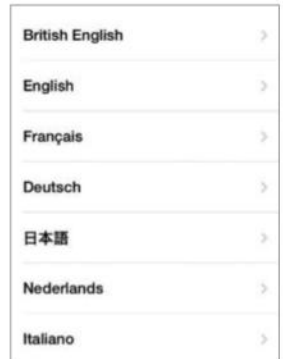 British English
English
Français
Deutsch
日本語
Nederlands
Italiano